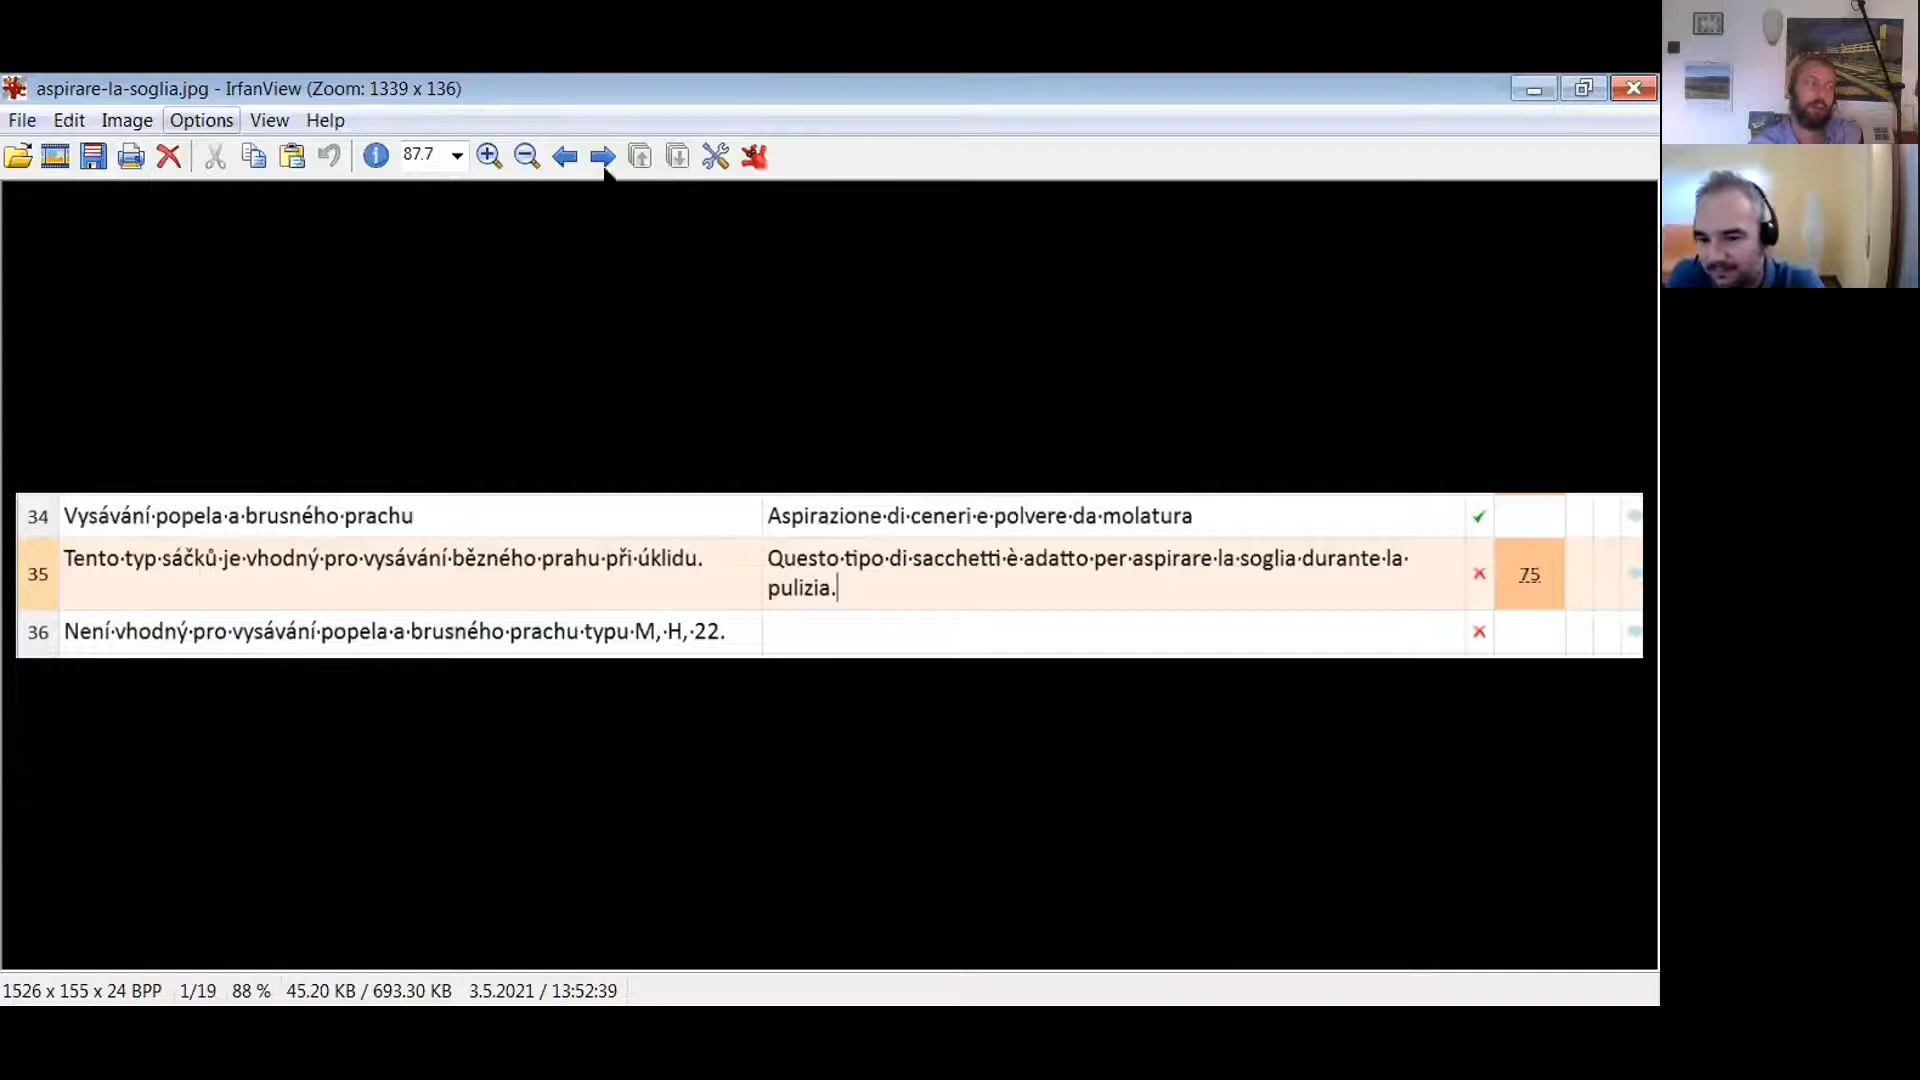 aspirare-la-soglia.jpg - IrfanView (Zoom: 1339 x 136)
File Edit Image Options View Help
87.7
34 Vysávání·popela·a·brusného·prachu Aspirazione·di·ceneri·e·polvere·da·molatura
35 Tento·typ·sáčků·je·vhodný·pro·vysávání·bězného·prahu·při·úklidu. Questo·tipo·di·sacchetti·è·adatto·per·aspirare·la·soglia·durante·la·
pulizia. 75
36 Není·vhodný·pro·vysávání·popela·a·brusného·prachu·typu·M,·H,·22.
1526 x 155 x 24 BPP 1/19 88 % 45.20 KB / 693.30 KB 3.5.2021 / 13:52:39